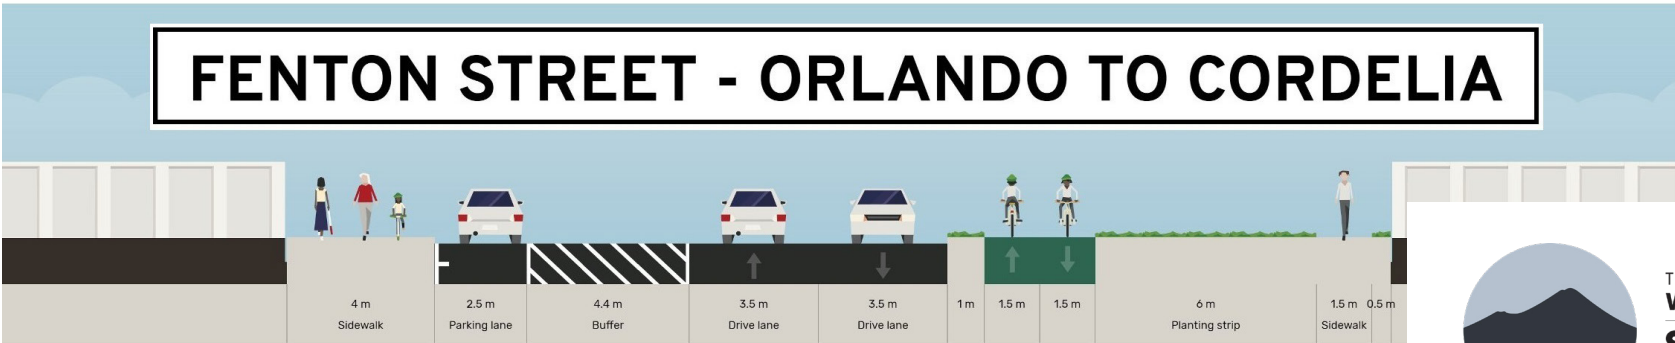 FENTON STREET - ORLANDO TO CORDELIA
4 m 2.5 m 4.4 m 3.5 m 3.5 m 1 m 1.5 m 1.5 m 6 m 1.5 m 0.5 m
Sidewalk Parking lane Buffer Drive lane Drive lane Planting strip Sidewalk